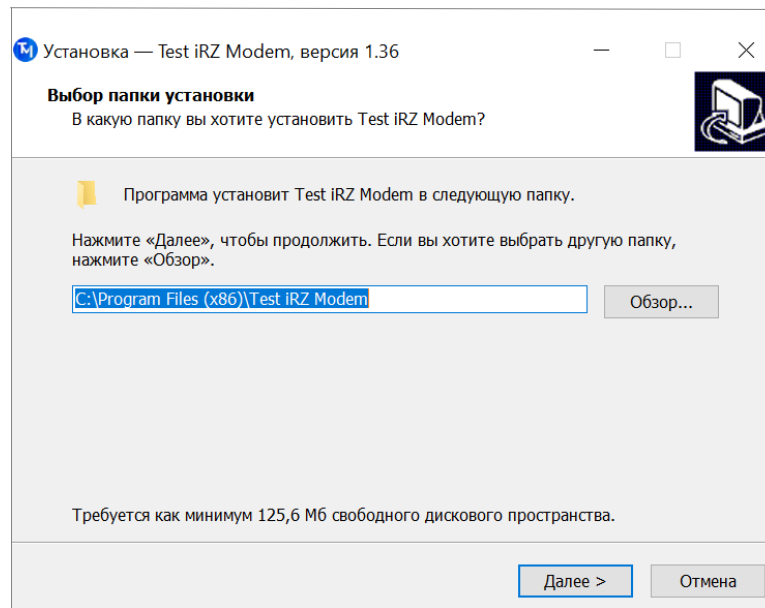 Установка — Test iRZ Modem, версия 1.36
Выбор папки установки
В какую папку вы хотите установить Test iRZ Modem?
Программа установит Test iRZ Modem в следующую папку.
Нажмите «Далее», чтобы продолжить. Если вы хотите выбрать другую папку,
нажмите «Обзор».
C:\Program Files (x86)\Test iRZ Modem
Обзор...
Требуется как минимум 125,6 Мб свободного дискового пространства.
Далее >
Отмена